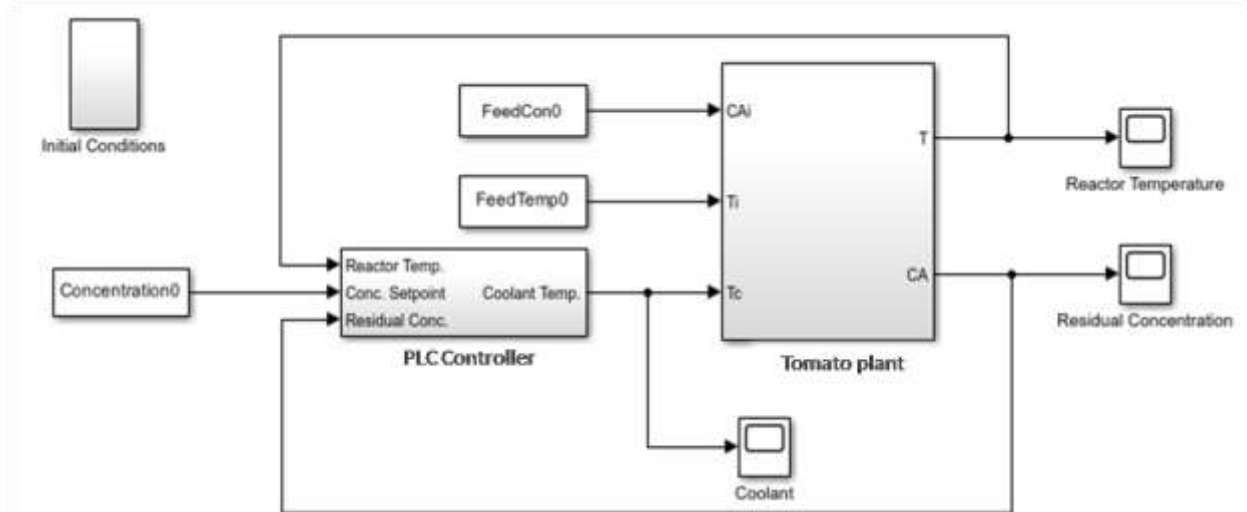 Initial Conditions
FeedCon0
CAi
T
Reactor Temperature
FeedTemp0
Ti
Concentration0
Reactor Temp.
Conc. Setpoint
Residual Conc.
Coolant Temp.
PLC Controller
Tc
CA
Tomato plant
Residual Concentration
Coolant